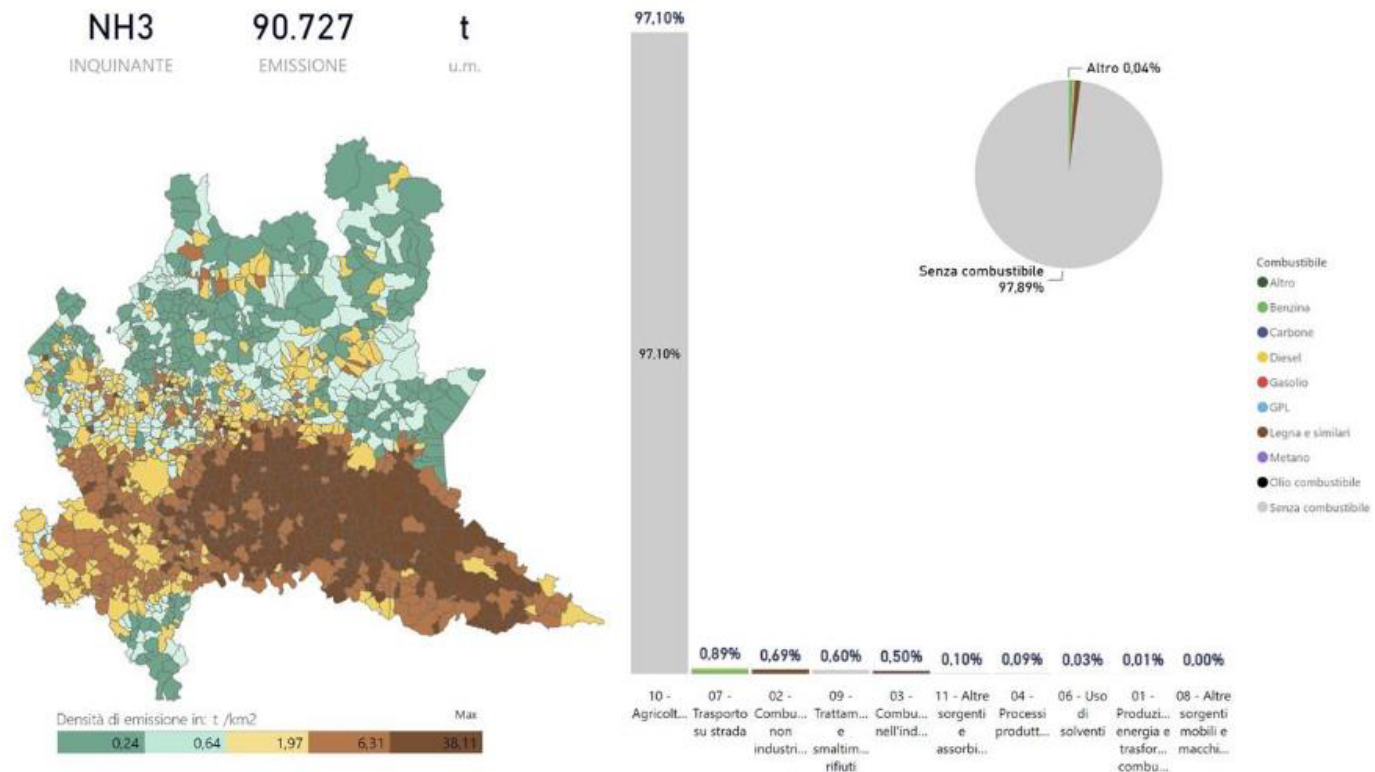 NH3 90.727 t
INQUINANTE EMISSIONE u.m.
Densità di emissione in: t /km2 Max
0,24 0,64 1,97 6,31 38,11
97,10%
97,10%
0,89%
0,69%
0,60%
0,50%
0,10%
0,09%
0,03%
0,01%
0,00%
10 -
Agricolt...
07 -
Trasporto
su strada
02 -
Combu...
non
industri...
09 -
Trattam...
e
smaltim...
rifiuti
03 -
Combu...
nell'ind...
11 - Altre
sorgenti
e
assorbi...
04 -
Processi
produtt...
06 - Uso
di
solventi
01 -
Produzi...
energia e
trasfor...
combu...
08 - Altre
sorgenti
mobili e
macchi...
Altro 0,04%
Senza combustibile
97,89%
Combustibile
Altro
Benzina
Carbone
Diesel
Gasolio
GPL
Legna e similari
Metano
Olio combustibile
Senza combustibile